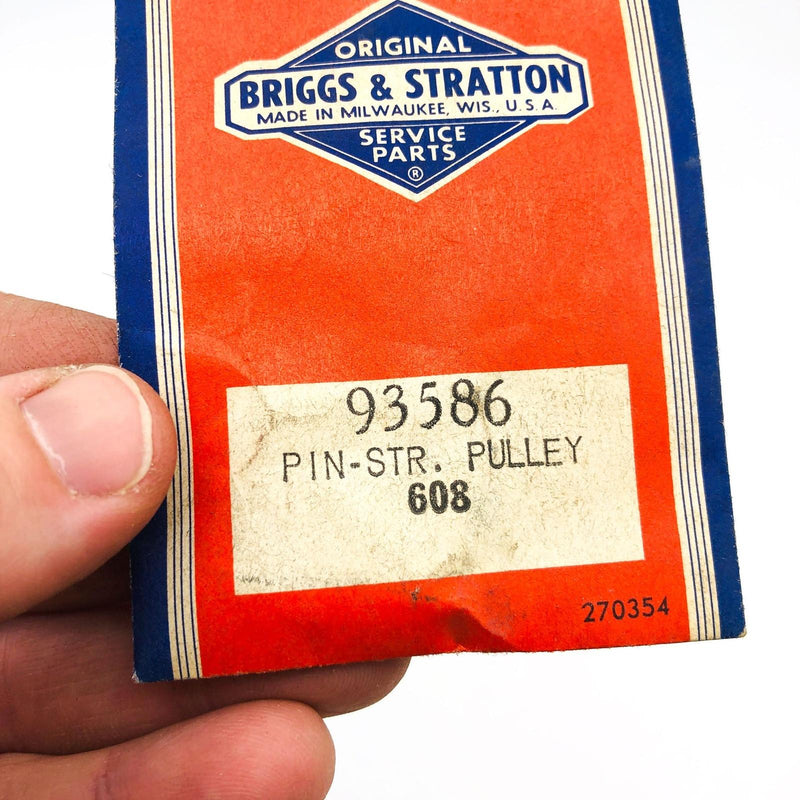 ORIGINAL
BRIGGS & STRATTON
MADE IN MILWAUKEE, WIS., U.S.A.
SERVICE
PARTS
®
93586
PIN-STR. PULLEY
608
270354